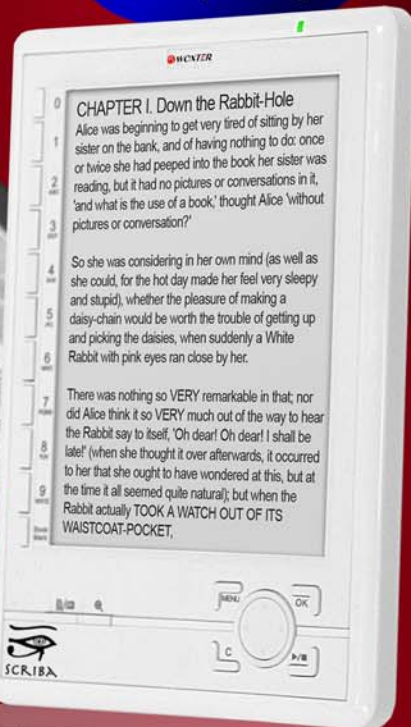 WOXTER
0
CHAPTER I. Down the Rabbit-Hole
Alice was beginning to get very tired of sitting by her
1
sister on the bank, and of having nothing to do: once
or twice she had peeped into the book her sister was
2
reading, but it had no pictures or conversations in it,
'and what is the use of a book,' thought Alice 'without
3
pictures or conversation?'
4
So she was considering in her own mind (as well as
she could, for the hot day made her feel very sleepy
5
and stupid), whether the pleasure of making a
daisy-chain would be worth the trouble of getting up
and picking the daisies, when suddenly a White
6
Rabbit with pink eyes ran close by her.
7
There was nothing so VERY remarkable in that; nor
did Alice think it so VERY much out of the way to hear
8
the Rabbit say to itself, 'Oh dear! Oh dear! I shall be
late!' (when she thought it over afterwards, it occurred
9
to her that she ought to have wondered at this, but at
the time it all seemed quite natural); but when the
Rabbit actually TOOK A WATCH OUT OF ITS
WAISTCOAT-POCKET,
MENU
OK
C
SCRIBA